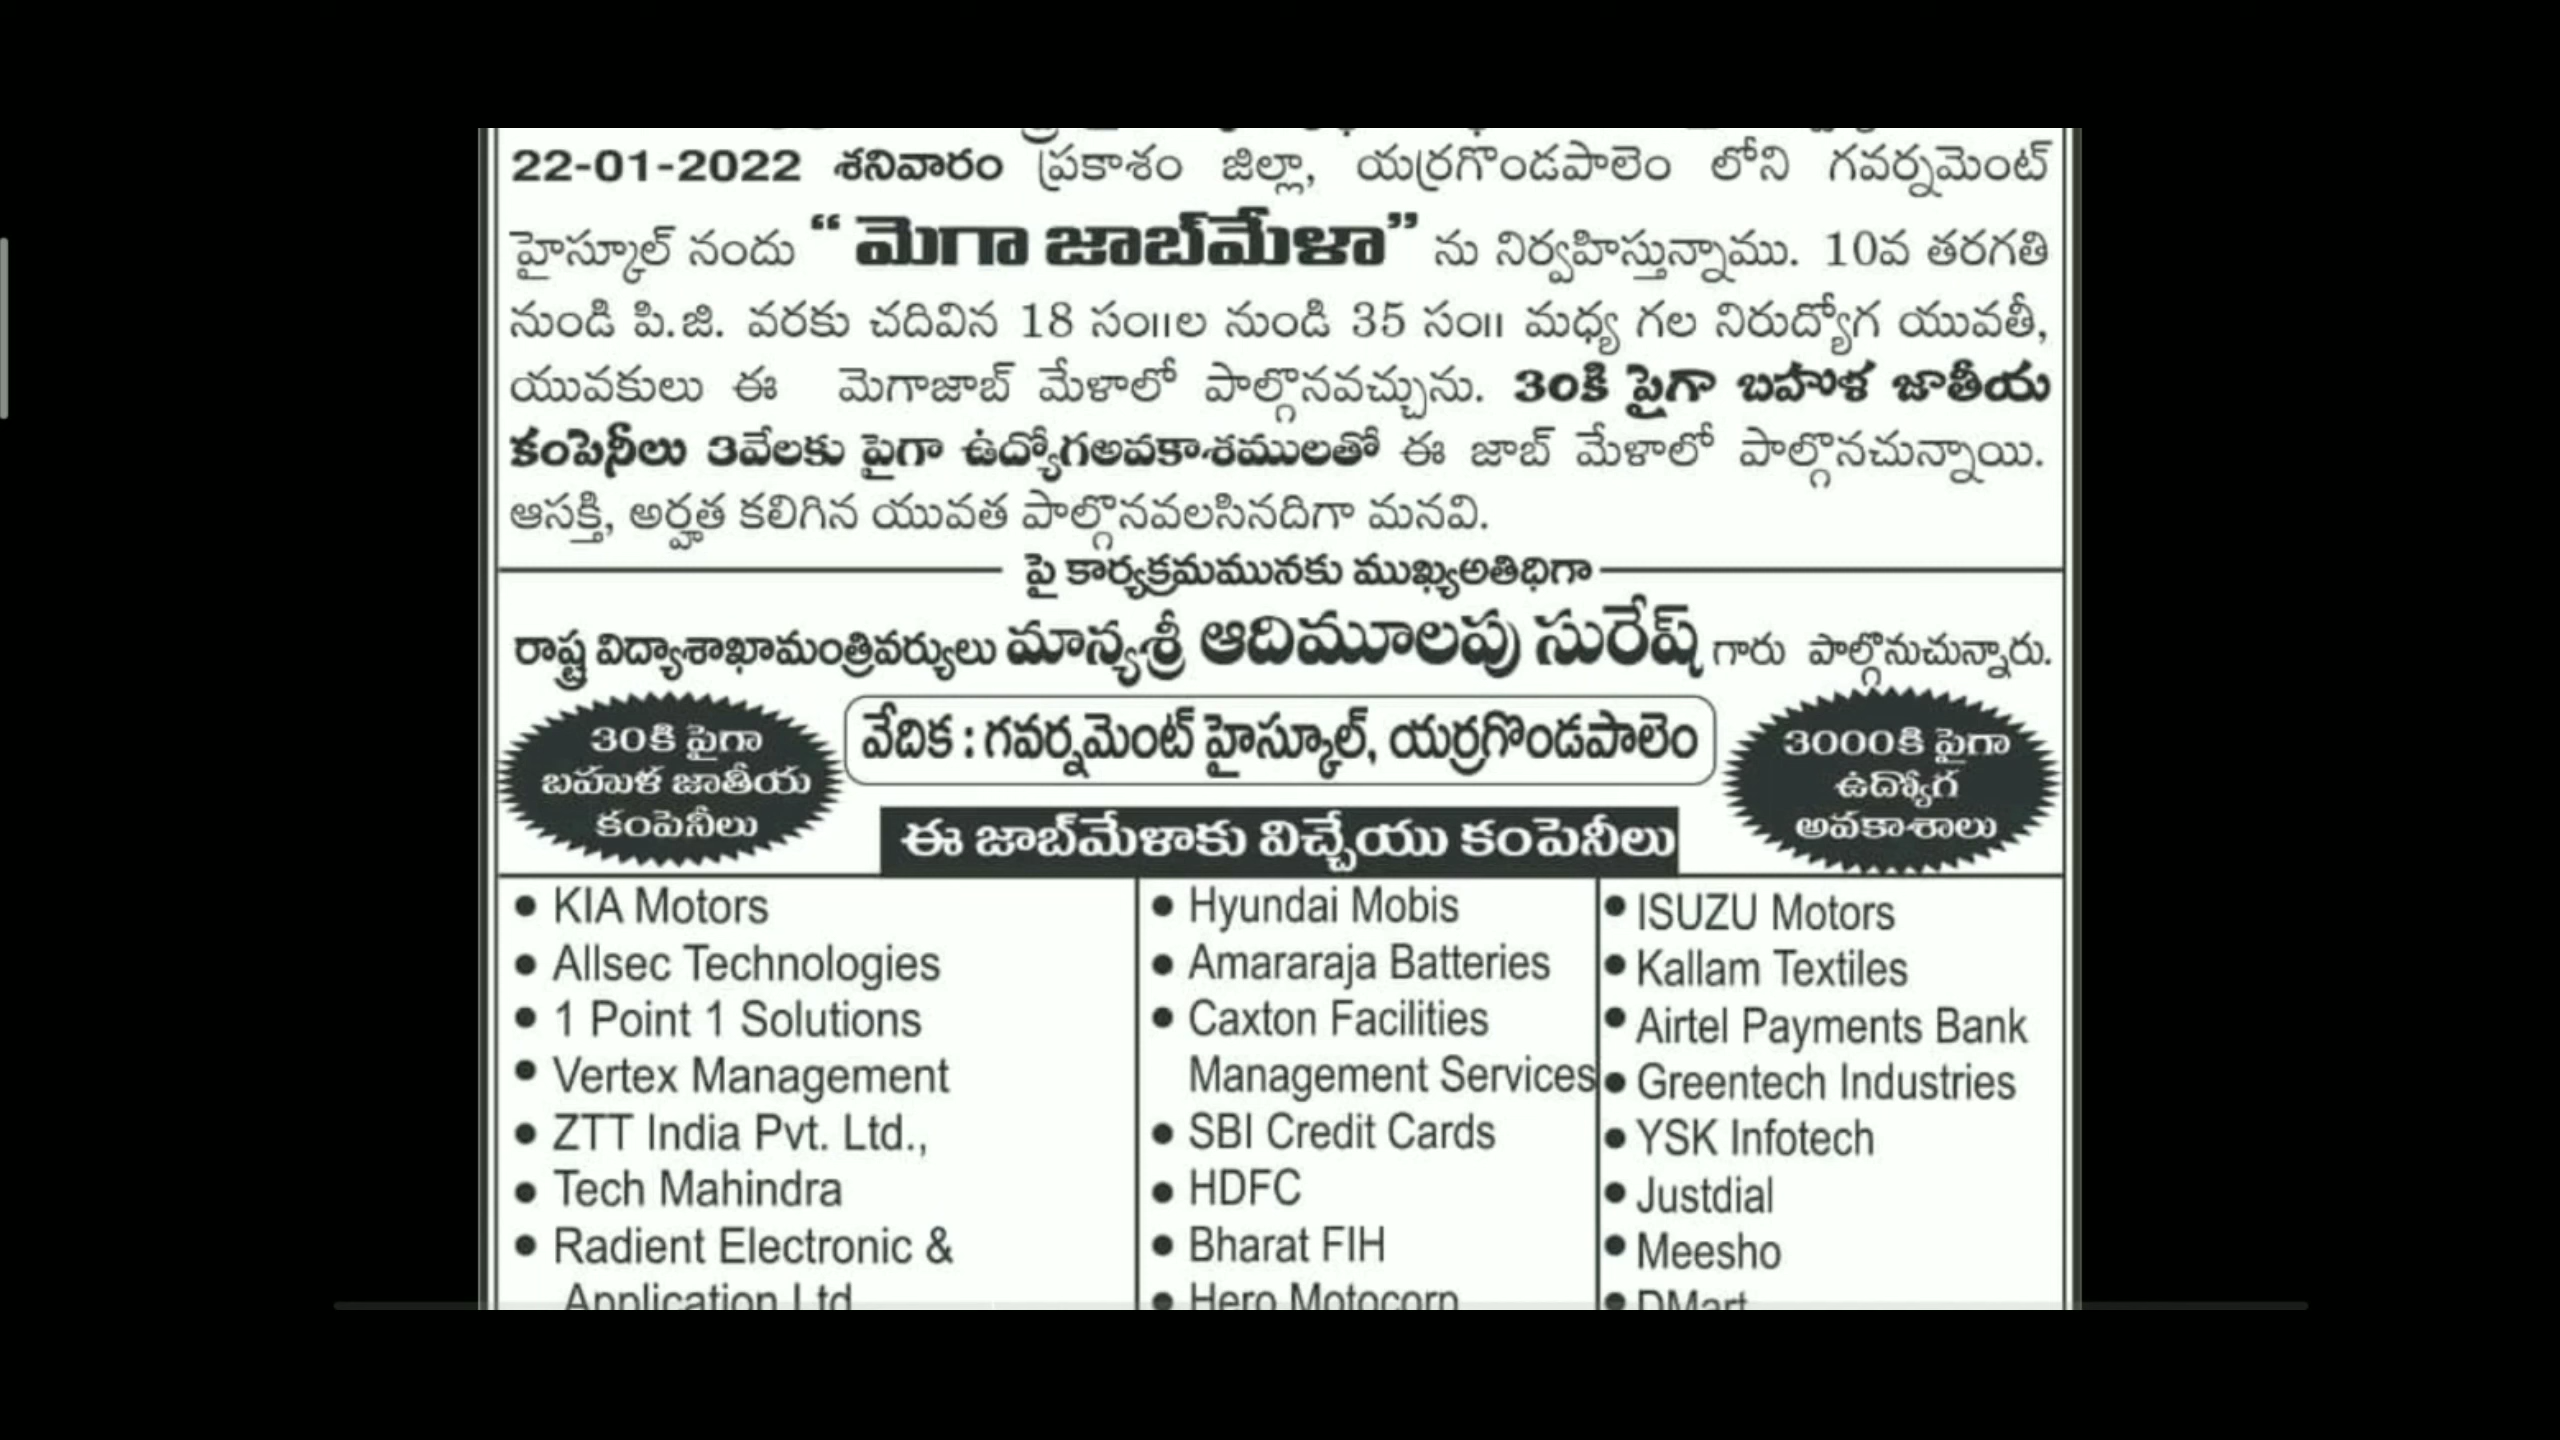 22-01-2022 శనివారం ప్రకాశం జిల్లా, యర్రగొండపాలెం లోని గవర్నమెంట్
హైస్కూల్ నందు “ మెగా జాబ్‌మేళా” ను నిర్వహిస్తున్నాము. 10వ తరగతి
నుండి పి.జి. వరకు చదివిన 18 సం॥ల నుండి 35 సం॥ మధ్య గల నిరుద్యోగ యువతీ,
యువకులు ఈ మెగాజాబ్ మేళాలో పాల్గొనవచ్చును. 30కి పైగా బహుళ జాతీయ
కంపెనీలు 3వేలకు పైగా ఉద్యోగఅవకాశములతో ఈ జాబ్ మేళాలో పాల్గొనచున్నాయి.
ఆసక్తి, అర్హత కలిగిన యువత పాల్గొనవలసినదిగా మనవి.
పై కార్యక్రమమునకు ముఖ్యఅతిధిగా
రాష్ట్ర విద్యాశాఖామంత్రివర్యులు మాన్యశ్రీ ఆదిమూలపు సురేష్ గారు పాల్గొనుచున్నారు.
30కి పైగా
బహుళ జాతీయ
కంపెనీలు
వేదిక : గవర్నమెంట్ హైస్కూల్, యర్రగొండపాలెం
3000కి పైగా
ఉద్యోగ
అవకాశాలు
ఈ జాబ్‌మేళాకు విచ్చేయు కంపెనీలు
• KIA Motors
• Allsec Technologies
• 1 Point 1 Solutions
• Vertex Management
• ZTT India Pvt. Ltd.,
• Tech Mahindra
• Radient Electronic &
Application Ltd
• Hyundai Mobis
• Amararaja Batteries
• Caxton Facilities
Management Services
• SBI Credit Cards
• HDFC
• Bharat FIH
• Hero Motocorp
• ISUZU Motors
• Kallam Textiles
• Airtel Payments Bank
• Greentech Industries
• YSK Infotech
• Justdial
• Meesho
• DMart